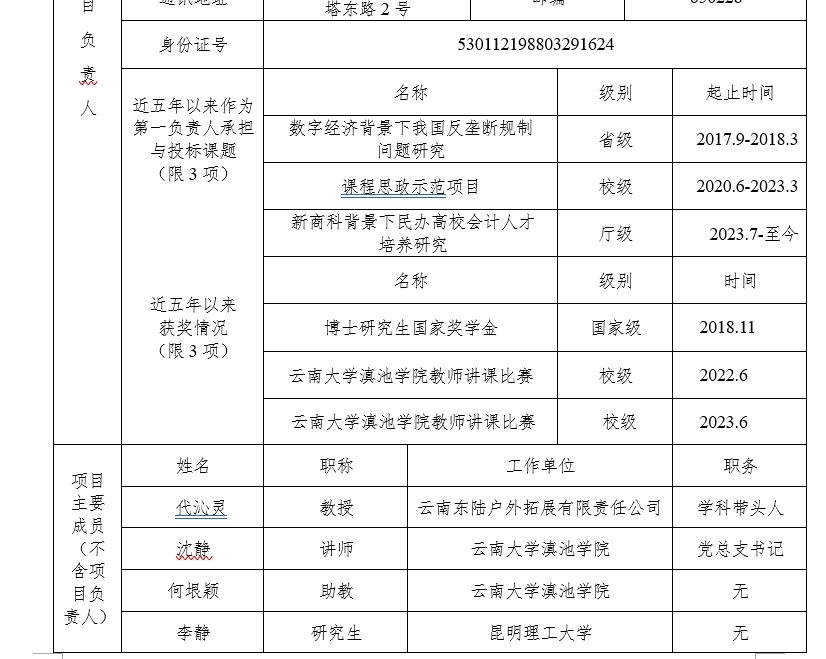 目
负
责
人
通讯地址
塔东路 2 号
邮编
650228
身份证号
530112198803291624
近五年以来作为
第一负责人承担
与投标课题
（限 3 项）
名称
级别
起止时间
数字经济背景下我国反垄断规制
问题研究
省级
2017.9-2018.3
课程思政示范项目
校级
2020.6-2023.3
新商科背景下民办高校会计人才
培养研究
厅级
2023.7-至今
近五年以来
获奖情况
（限 3 项）
名称
级别
时间
博士研究生国家奖学金
国家级
2018.11
云南大学滇池学院教师讲课比赛
校级
2022.6
云南大学滇池学院教师讲课比赛
校级
2023.6
项目
主要
成员
（不
含项
目负
责人）
姓名
职称
工作单位
职务
代沁灵
教授
云南东陆户外拓展有限责任公司
学科带头人
沈静
讲师
云南大学滇池学院
党总支书记
何垠颖
助教
云南大学滇池学院
无
李静
研究生
昆明理工大学
无